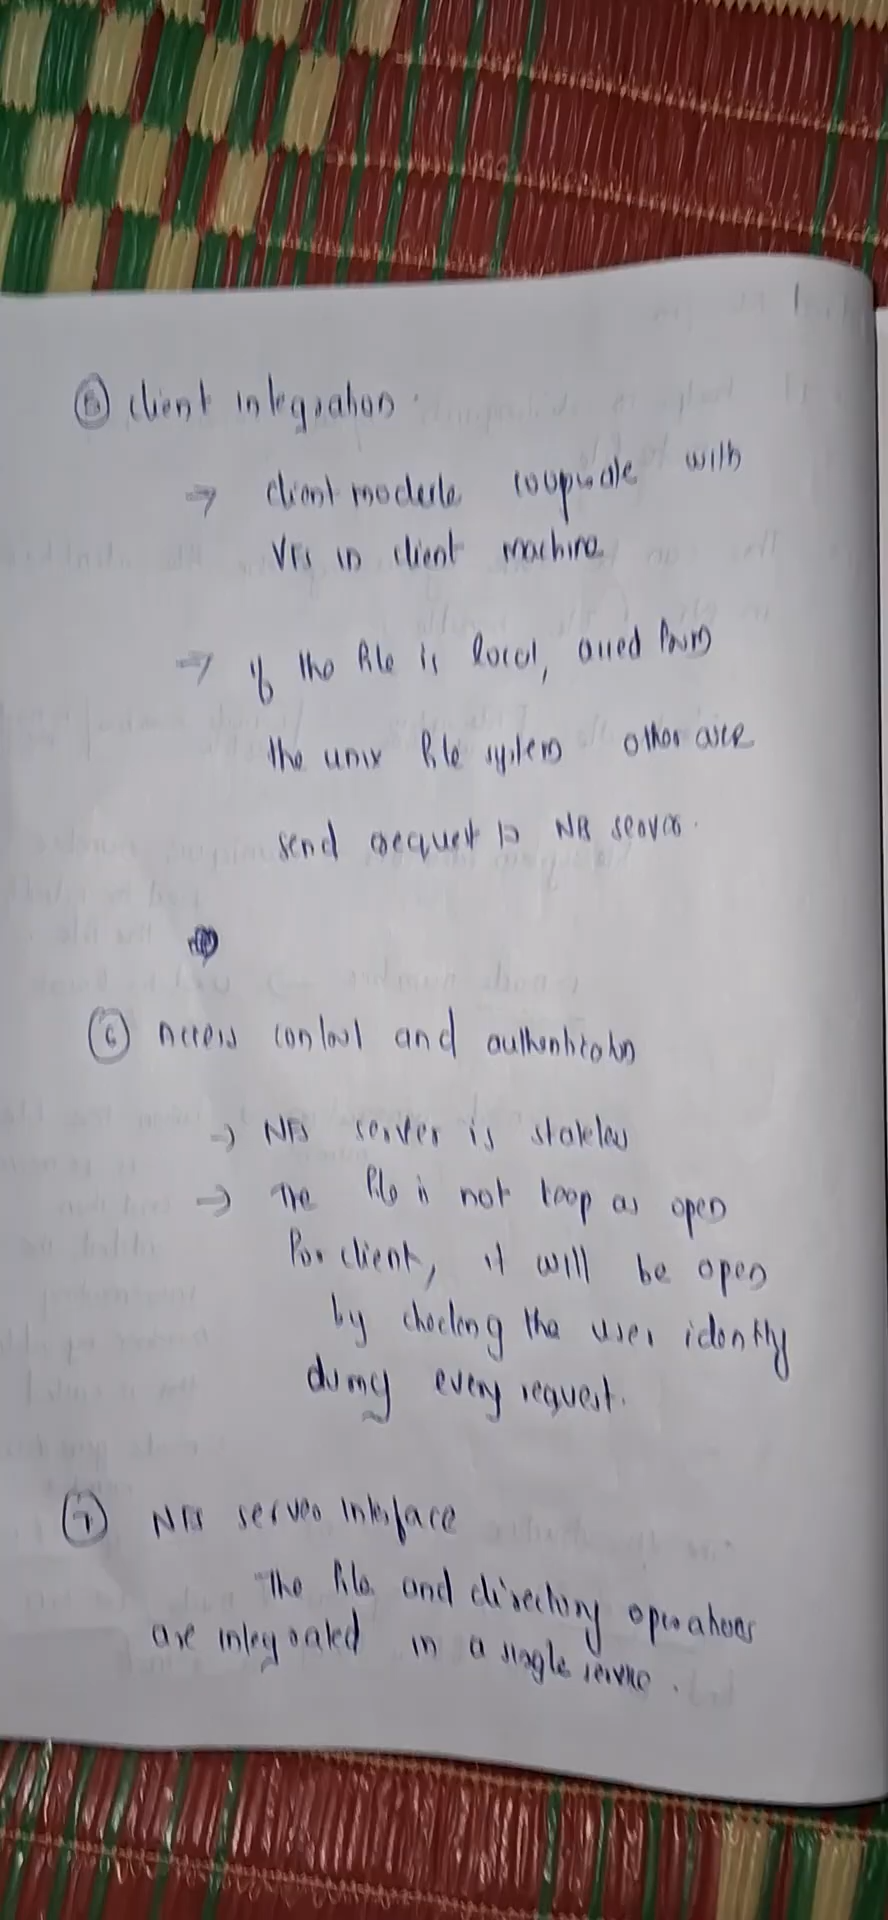 ⑤ client integration.
⇒ client module cooperate with
VFS in client machine
⇒ if the file is local, acced from
the unix file system otherwise
send request to NFS server.
⑥ Access control and authentication
→ NFS server is stateless
→ The file is not keep as open
for client, it will be open
by checking the user identity
during every request.
⑦ NFS server interface
The file and directory operations
are integrated in a single service.